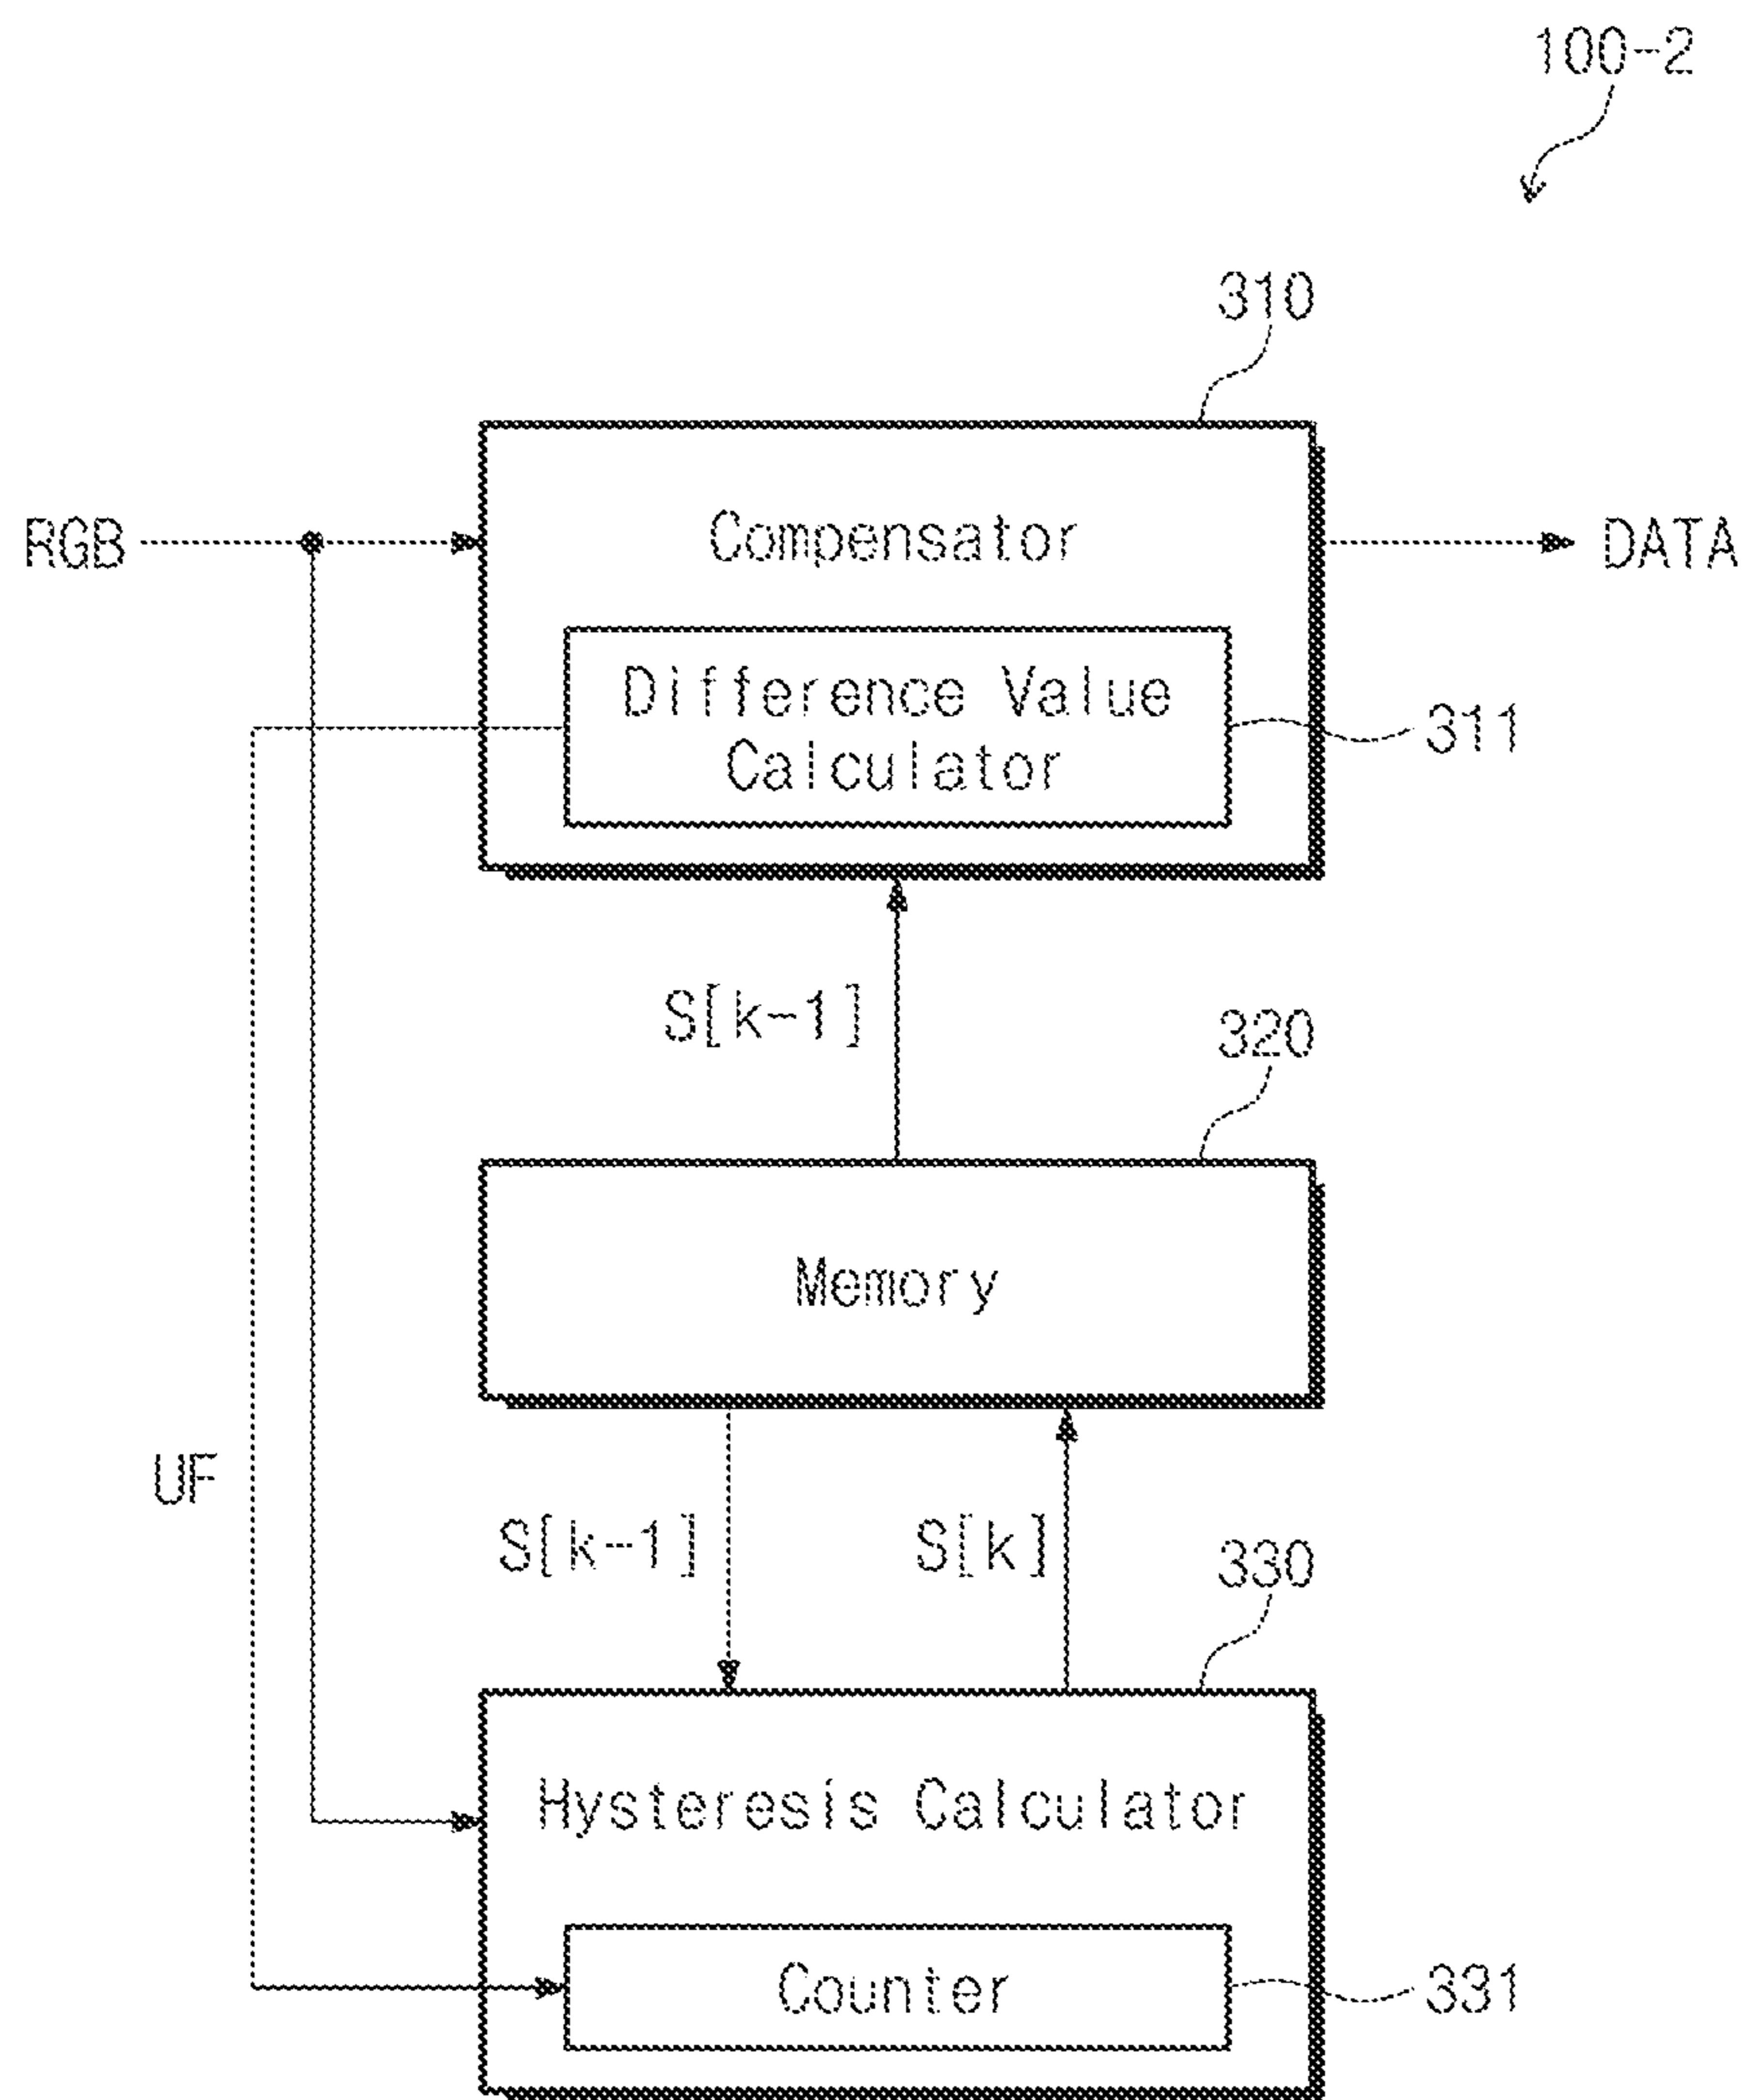 100-2
310
RGB
Compensator
DATA
Difference Value
Calculator
311
S[k-1]
320
Memory
UF
S[k-1]
S[k]
330
Hysteresis Calculator
Counter
331